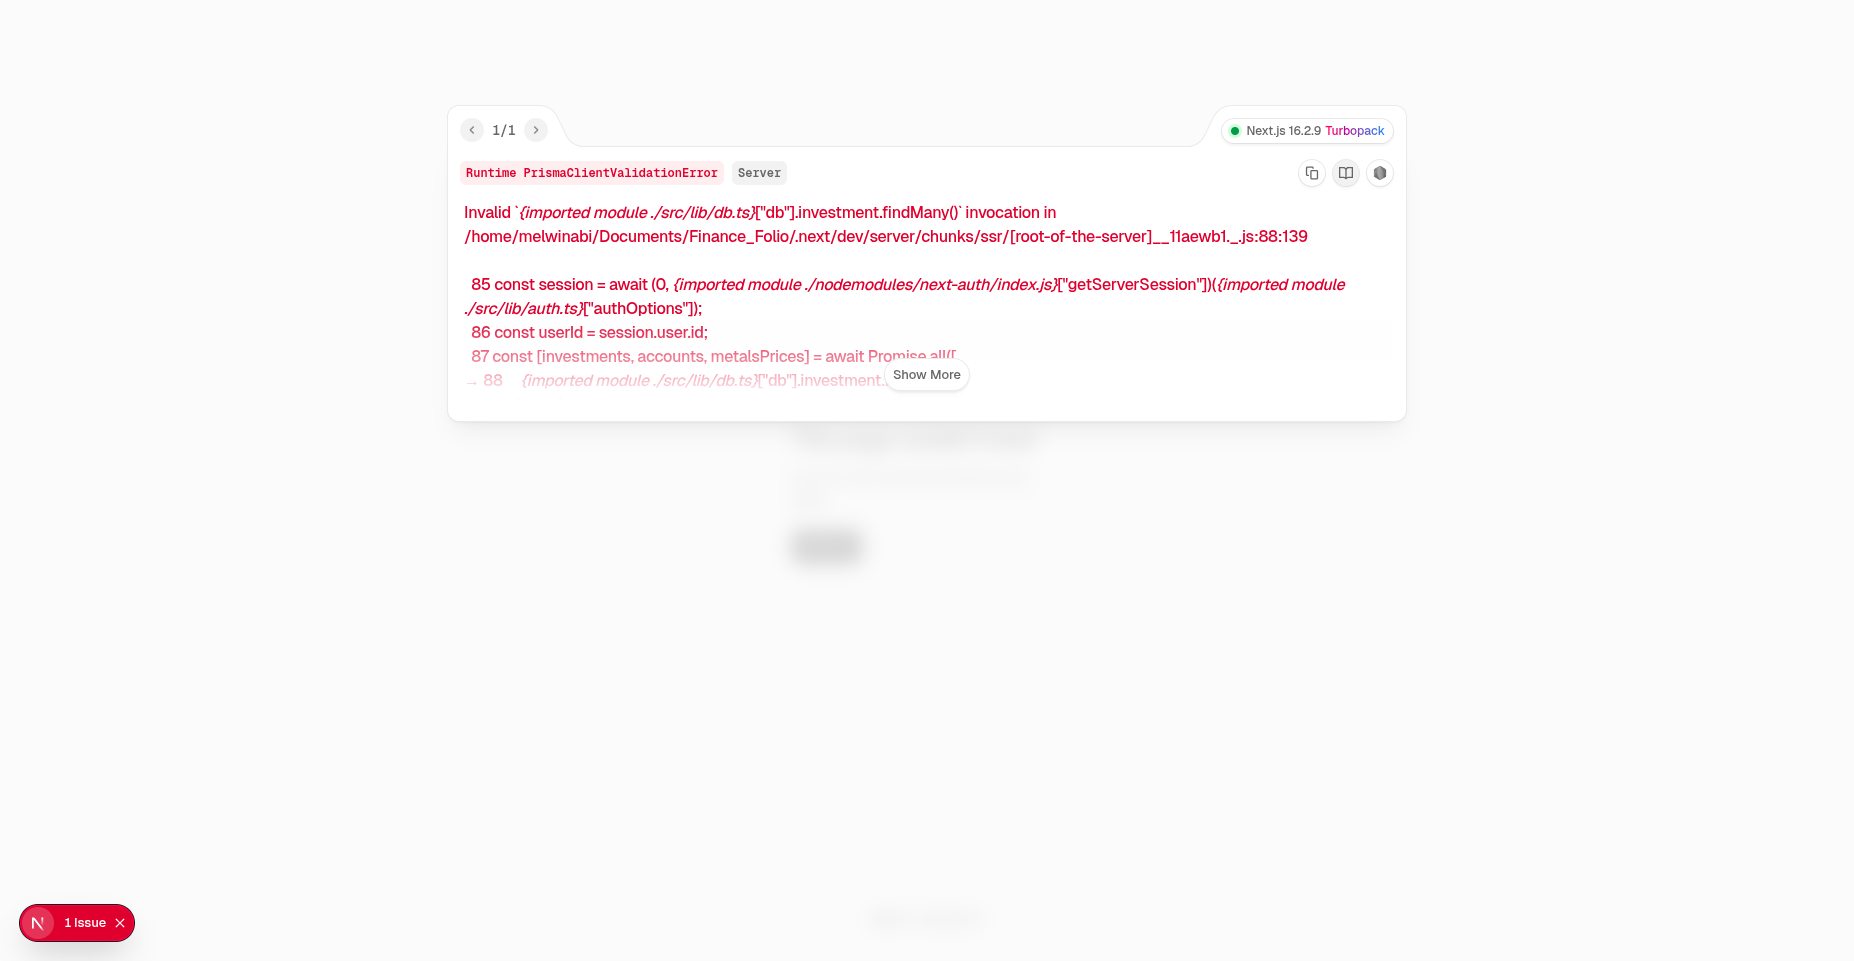 1/1
Next.js 16.2.9 Turbopack
Runtime PrismaClientValidationError Server
Invalid `{imported module ./src/lib/db.ts}["db"].investment.findMany()` invocation in
/home/melwinabi/Documents/Finance_Folio/.next/dev/server/chunks/ssr/[root-of-the-server]__11aewb1._.js:88:139
85 const session = await (0, {imported module ./nodemodules/next-auth/index.js}["getServerSession"])({imported module
./src/lib/auth.ts}["authOptions"]);
86 const userId = session.user.id;
87 const [investments, accounts, metalsPrices] = await Promise.all([
→ 88 {imported module ./src/lib/db.ts}["db"].investment.
Show More
1 Issue